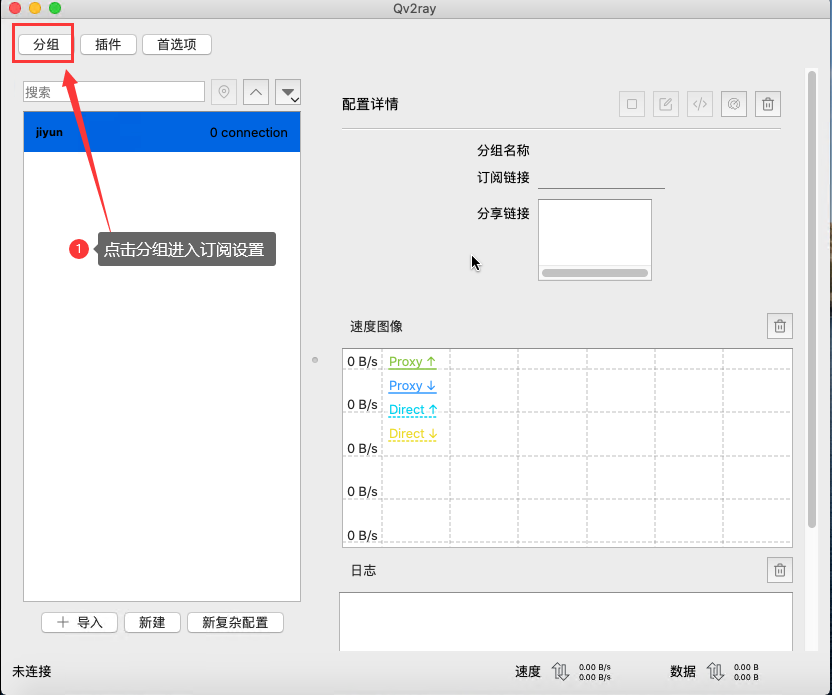 Qv2ray
分组 插件 首选项
搜索
jiyun 0 connection
1 点击分组进入订阅设置
导入 新建 新复杂配置
配置详情
分组名称
订阅链接
分享链接
速度图像
0 B/s Proxy ↑
Proxy ↓
0 B/s Direct ↑
Direct ↓
0 B/s
0 B/s
0 B/s
日志
未连接 速度 0.00 B/s 数据 0.00 B
0.00 B/s 0.00 B